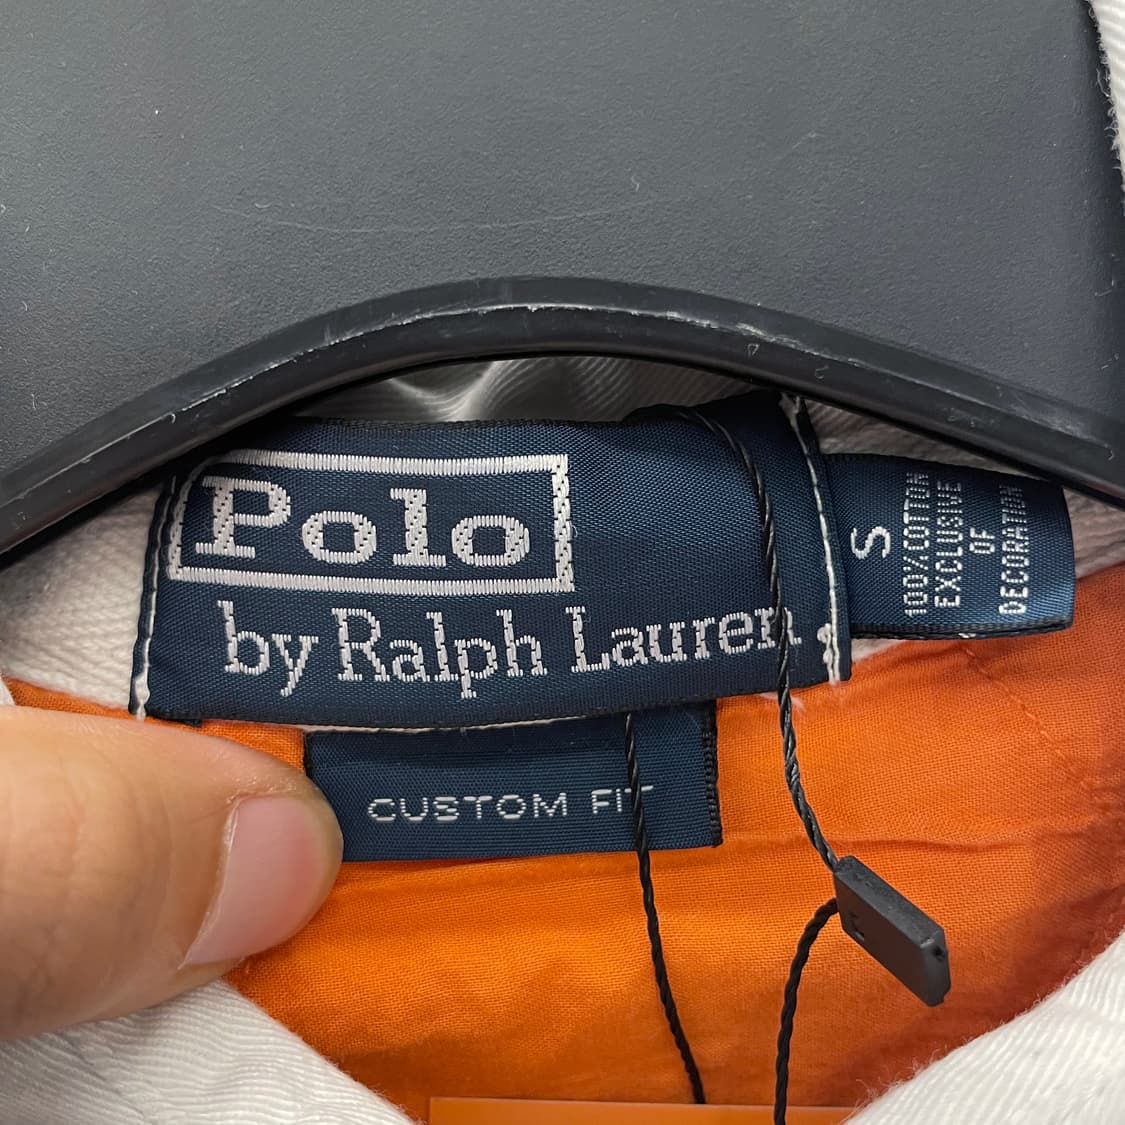 Polo
by Ralph Lauren
CUSTOM FIT
S
100% COTTON
EXCLUSIVE
OF
DECORATION